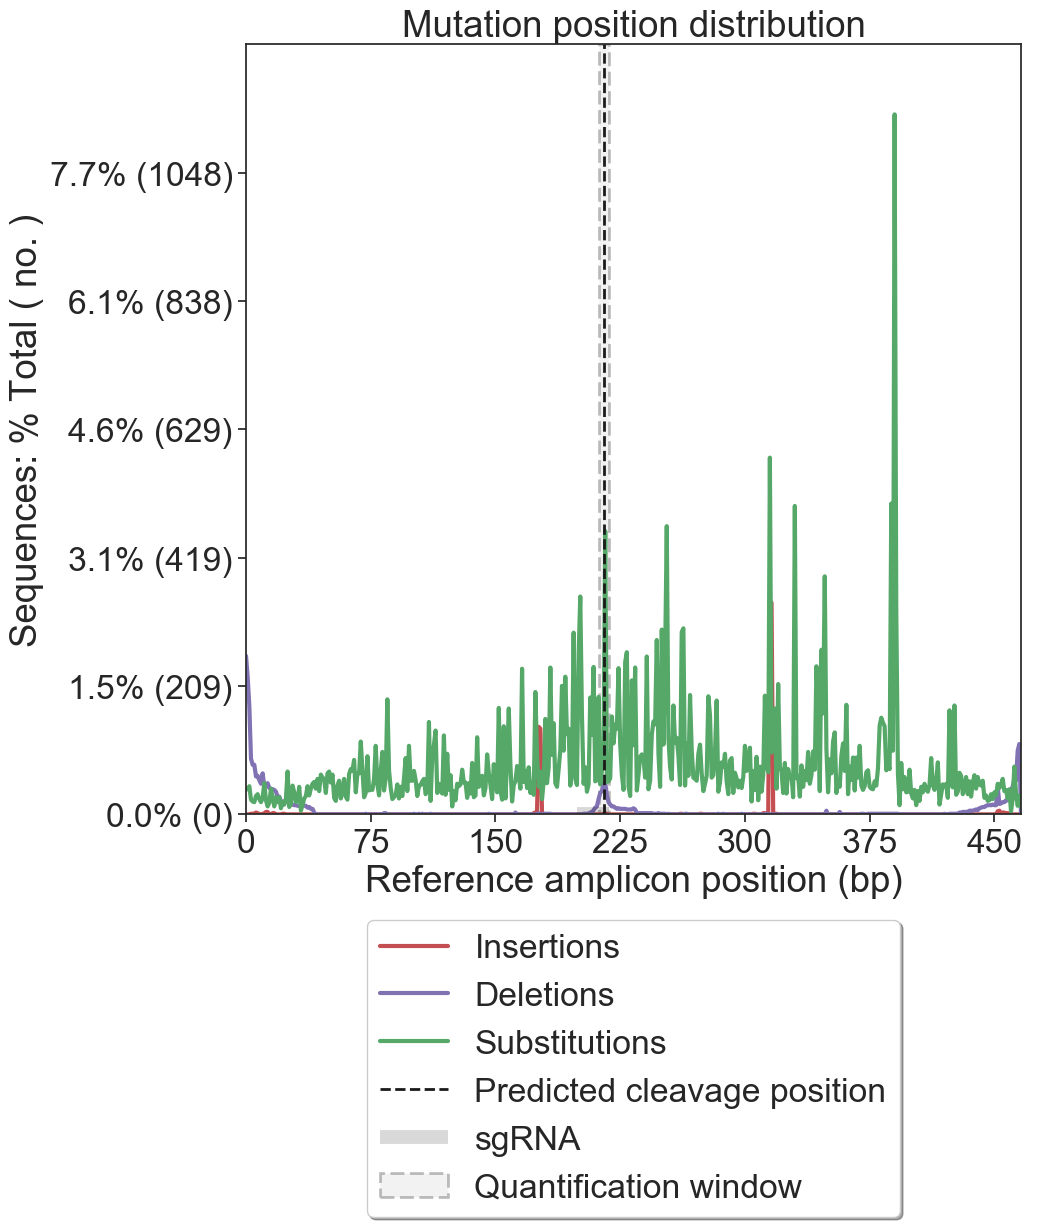 Mutation position distribution
Sequences: % Total ( no. )
7.7% (1048)
6.1% (838)
4.6% (629)
3.1% (419)
1.5% (209)
0.0% (0)
0 75 150 225 300 375 450
Reference amplicon position (bp)
Insertions
Deletions
Substitutions
Predicted cleavage position
sgRNA
Quantification window